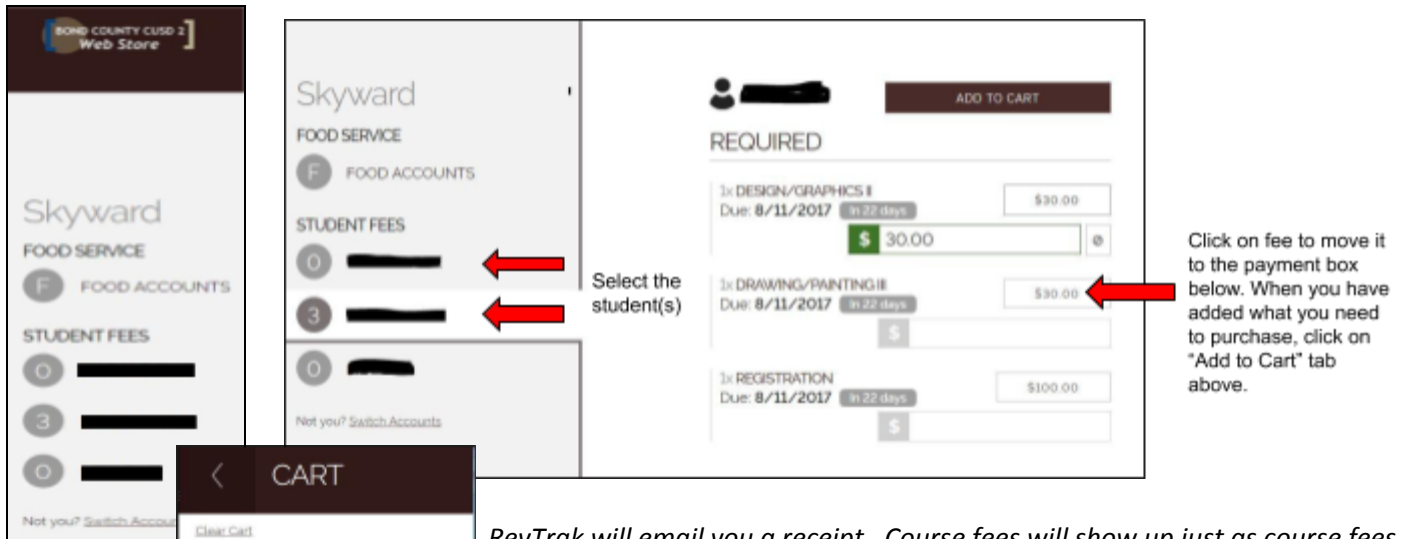 BOND COUNTY CUSD 2
Web Store
Skyward
FOOD SERVICE
F FOOD ACCOUNTS
STUDENT FEES
0
3
0
Not you? Switch Accou
Skyward
FOOD SERVICE
F FOOD ACCOUNTS
STUDENT FEES
0
3
0
Not you? Switch Accounts
Select the
student(s)
ADD TO CART
REQUIRED
1x DESIGN/GRAPHICS II
Due: 8/11/2017 In 22 days
$30.00
$ 30.00
1x DRAWING/PAINTING III
Due: 8/11/2017 In 22 days
$30.00
$
1x REGISTRATION
Due: 8/11/2017 In 22 days
$100.00
$
Click on fee to move it
to the payment box
below. When you have
added what you need
to purchase, click on
"Add to Cart" tab
above.
< CART
Clear Cart
RevTrak will email you a receipt. Course fees will show up just as course fees